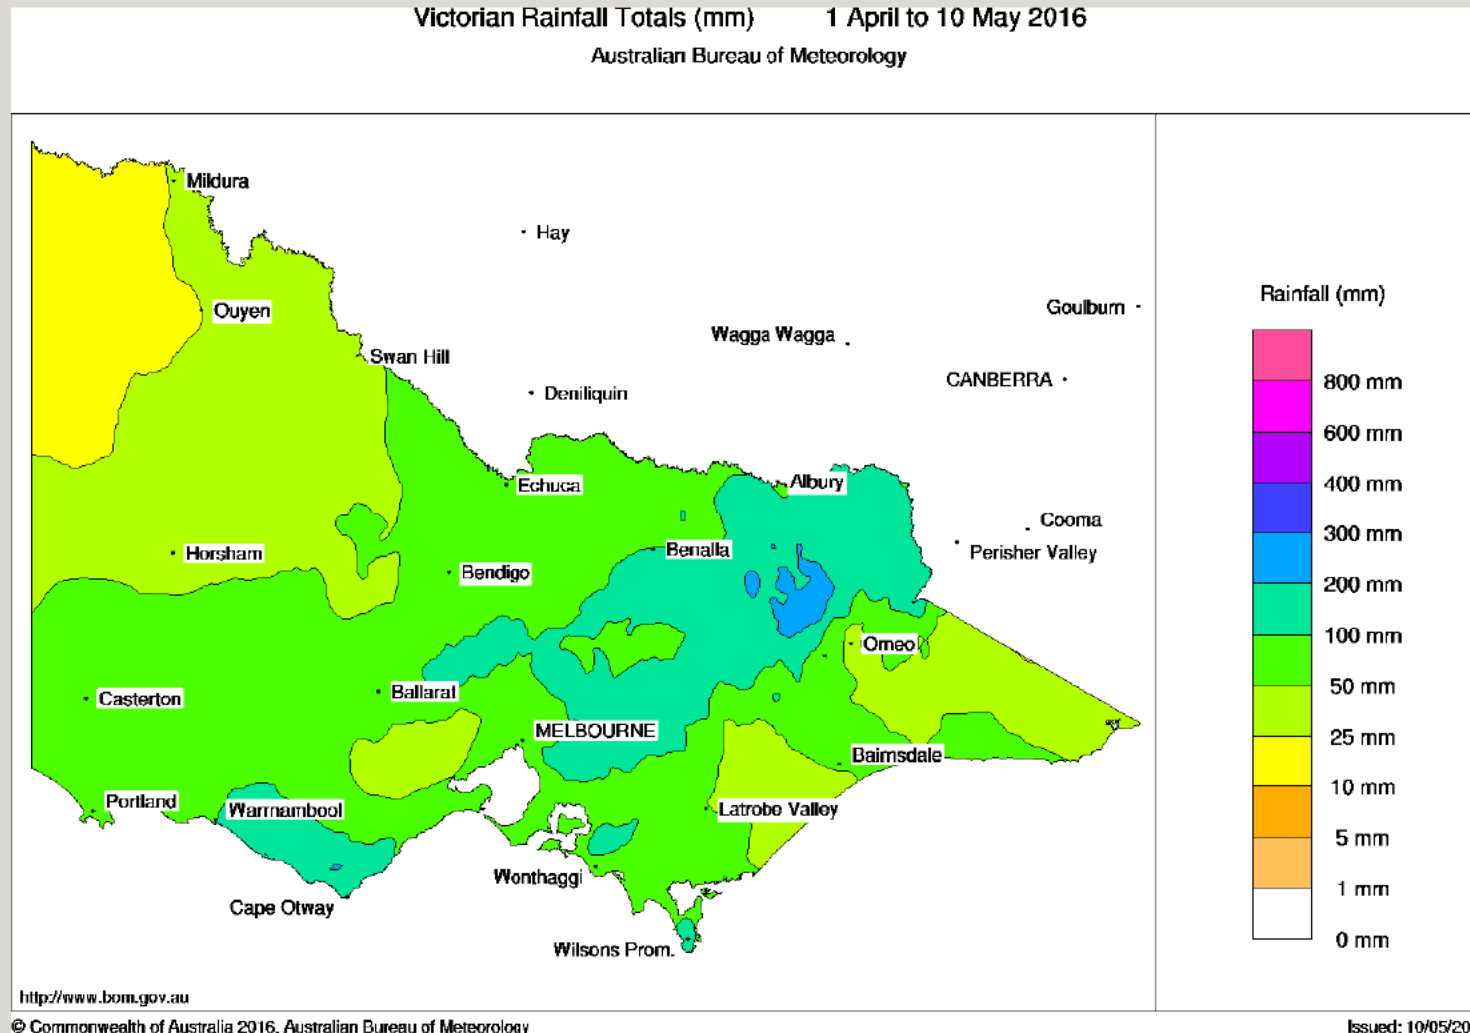 Victorian Rainfall Totals (mm) 1 April to 10 May 2016
Australian Bureau of Meteorology
Mildura
Hay
Rainfall (mm)
Ouyen
Goulburn
Wagga Wagga
Swan Hill
CANBERRA
800 mm
Deniliquin
600 mm
Echuca
Albury
400 mm
Cooma
300 mm
Horsham
Benalla
Perisher Valley
Bendigo
200 mm
Omeo
100 mm
Casterton
Ballarat
50 mm
MELBOURNE
25 mm
Bairnsdale
10 mm
Portland
Warrnambool
Latrobe Valley
5 mm
Wonthaggi
1 mm
Cape Otway
Wilsons Prom.
0 mm
http://www.bom.gov.au
© Commonwealth of Australia 2016, Australian Bureau of Meteorology
Issued: 10/05/20